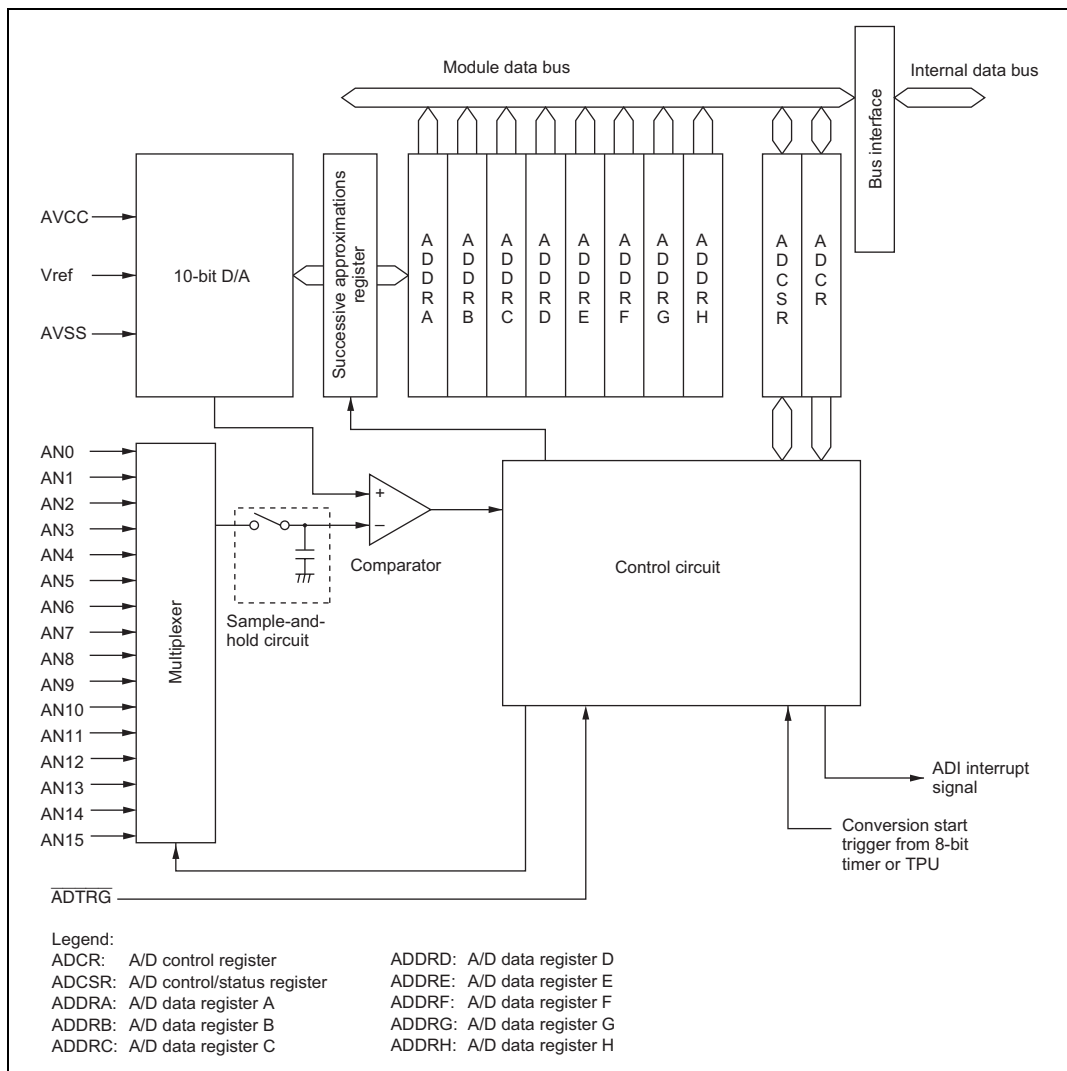 Module data bus
Internal data bus
Bus interface
AVCC
Vref
AVSS
10-bit D/A
Successive approximations
register
ADDRA
ADDRB
ADDRC
ADDRD
ADDRE
ADDRF
ADDRG
ADDRH
ADCSR
ADCR
AN0
AN1
AN2
AN3
AN4
AN5
AN6
AN7
AN8
AN9
AN10
AN11
AN12
AN13
AN14
AN15
Multiplexer
+
–
Comparator
Sample-and-
hold circuit
Control circuit
ADI interrupt
signal
Conversion start
trigger from 8-bit
timer or TPU
ADTRG
Legend:
ADCR: A/D control register
ADCSR: A/D control/status register
ADDRA: A/D data register A
ADDRB: A/D data register B
ADDRC: A/D data register C
ADDRD: A/D data register D
ADDRE: A/D data register E
ADDRF: A/D data register F
ADDRG: A/D data register G
ADDRH: A/D data register H